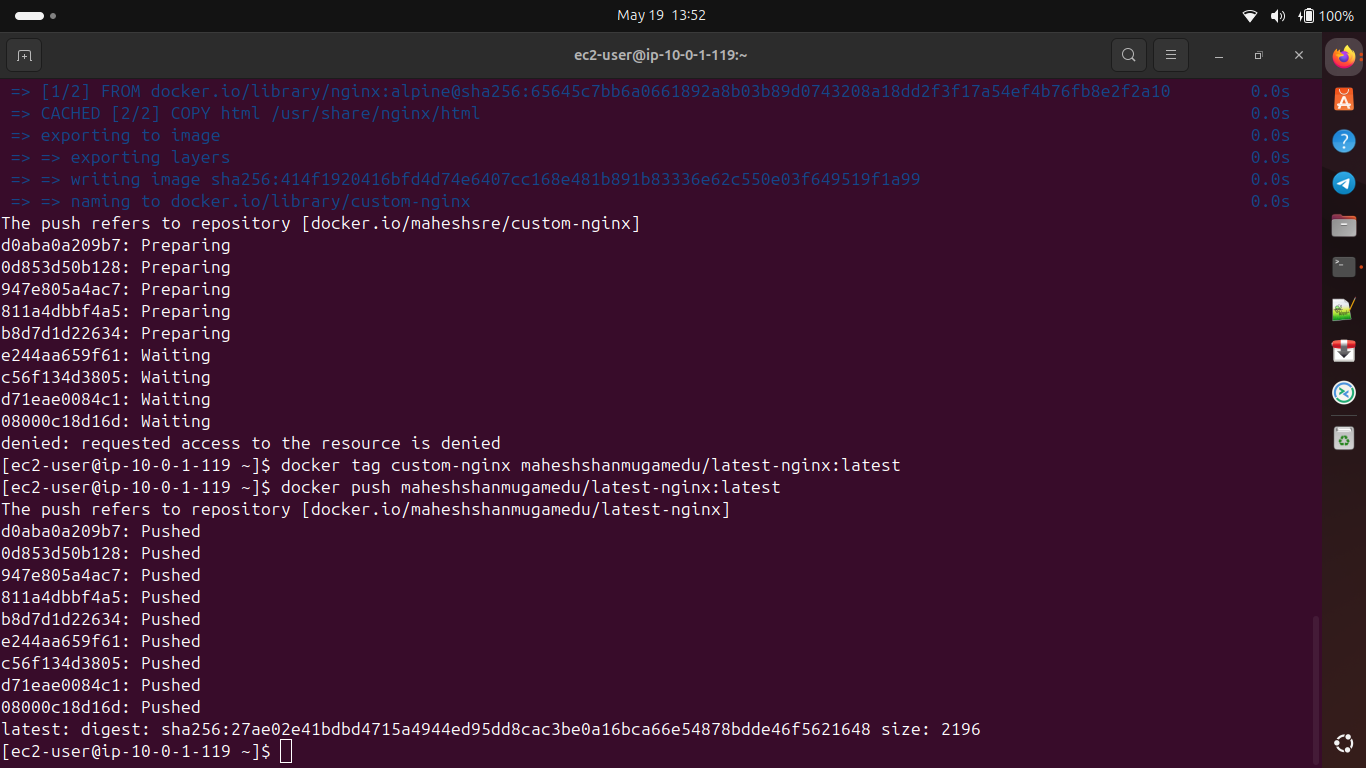 May 19 13:52
100%
ec2-user@ip-10-0-1-119:~
=> [1/2] FROM docker.io/library/nginx:alpine@sha256:65645c7bb6a0661892a8b03b89d0743208a18dd2f3f17a54ef4b76fb8e2f2a10 0.0s
=> CACHED [2/2] COPY html /usr/share/nginx/html 0.0s
=> exporting to image 0.0s
=> => exporting layers 0.0s
=> => writing image sha256:414f1920416bfd4d74e6407cc168e481b891b83336e62c550e03f649519f1a99 0.0s
=> => naming to docker.io/library/custom-nginx 0.0s
The push refers to repository [docker.io/maheshsre/custom-nginx]
d0aba0a209b7: Preparing
0d853d50b128: Preparing
947e805a4ac7: Preparing
811a4dbbf4a5: Preparing
b8d7d1d22634: Preparing
e244aa659f61: Waiting
c56f134d3805: Waiting
d71eae0084c1: Waiting
08000c18d16d: Waiting
denied: requested access to the resource is denied
[ec2-user@ip-10-0-1-119 ~]$ docker tag custom-nginx maheshshanmugamedu/latest-nginx:latest
[ec2-user@ip-10-0-1-119 ~]$ docker push maheshshanmugamedu/latest-nginx:latest
The push refers to repository [docker.io/maheshshanmugamedu/latest-nginx]
d0aba0a209b7: Pushed
0d853d50b128: Pushed
947e805a4ac7: Pushed
811a4dbbf4a5: Pushed
b8d7d1d22634: Pushed
e244aa659f61: Pushed
c56f134d3805: Pushed
d71eae0084c1: Pushed
08000c18d16d: Pushed
latest: digest: sha256:27ae02e41bdbd4715a4944ed95dd8cac3be0a16bca66e54878bdde46f5621648 size: 2196
[ec2-user@ip-10-0-1-119 ~]$